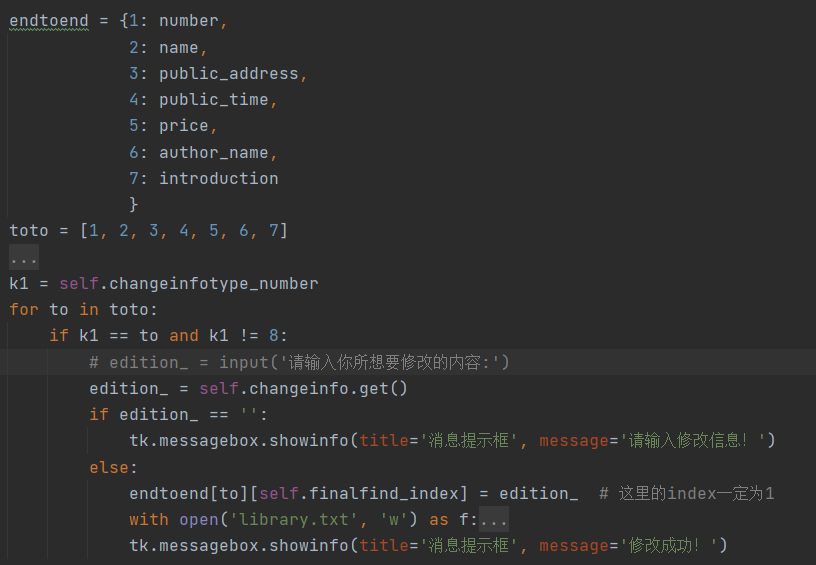 endtoend = {1: number,
            2: name,
            3: public_address,
            4: public_time,
            5: price,
            6: author_name,
            7: introduction
            }
toto = [1, 2, 3, 4, 5, 6, 7]
...
k1 = self.changeinfotype_number
for to in toto:
    if k1 == to and k1 != 8:
        # edition_ = input('请输入你所想要修改的内容:')
        edition_ = self.changeinfo.get()
        if edition_ == '':
            tk.messagebox.showinfo(title='消息提示框', message='请输入修改信息！')
        else:
            endtoend[to][self.finalfind_index] = edition_  # 这里的index一定为1
            with open('library.txt', 'w') as f:...
            tk.messagebox.showinfo(title='消息提示框', message='修改成功！')